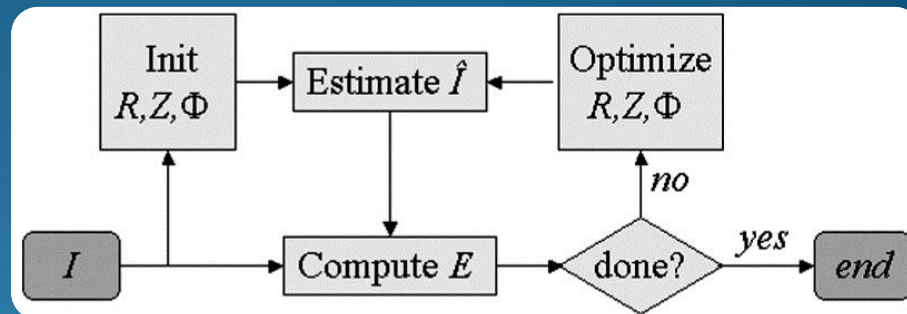 Init
R,Z,Φ
Estimate Î
Optimize
R,Z,Φ
no
I
Compute E
done?
yes
end